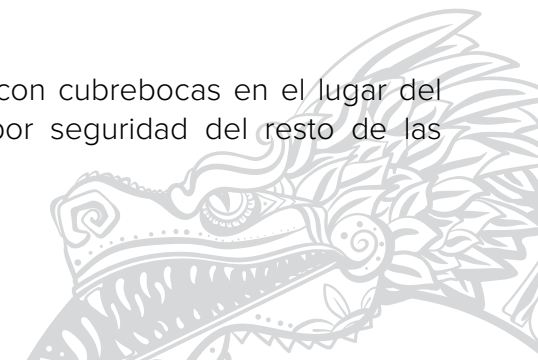 con cubrebocas en el lugar del
por seguridad del resto de las